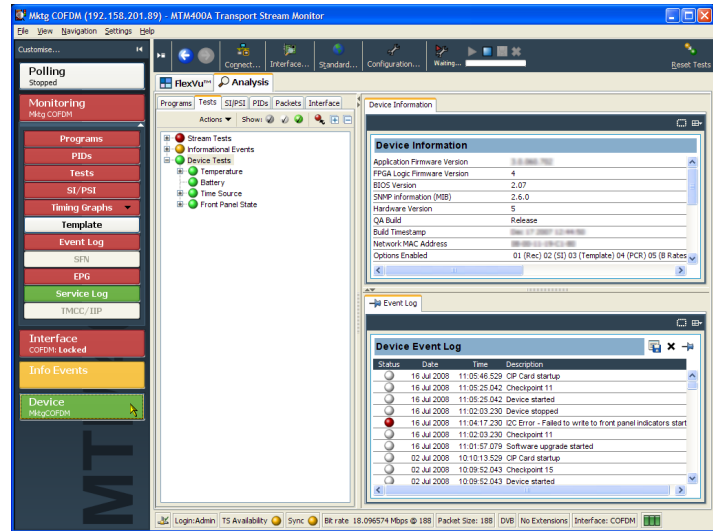 Mktg COFDM (192.158.201.89) - MTM400A Transport Stream Monitor
File View Navigation Settings Help
Customise...
Polling
Stopped
Monitoring
Mktg COFDM
Programs
PIDs
Tests
SI/PSI
Timing Graphs
Template
Event Log
SFN
EPG
Service Log
TMCC/IIP
Interface
COFDM: Locked
Info Events
Device
MktgCOFDM
MTM
Connect... Interface... Standard... Configuration... Waiting... Reset Tests
FlexVu™ Analysis
Programs Tests SI/PSI PIDs Packets Interface
Actions Show:
Stream Tests
Informational Events
Device Tests
Temperature
Battery
Time Source
Front Panel State
Device Information
Device Information
Application Firmware Version
FPGA Logic Firmware Version 4
BIOS Version 2.07
SNMP information (MIB) 2.6.0
Hardware Version 5
QA Build Release
Build Timestamp
Network MAC Address
Options Enabled 01 (Rec) 02 (SI) 03 (Template) 04 (PCR) 05 (B Rates
Event Log
Device Event Log
Status Date Time Description
16 Jul 2008 11:05:46.529 CIP Card startup
16 Jul 2008 11:05:25.042 Checkpoint 11
16 Jul 2008 11:05:25.042 Device started
16 Jul 2008 11:02:03.230 Device stopped
16 Jul 2008 11:04:17.230 I2C Error - Failed to write to front panel indicators start
16 Jul 2008 11:02:03.230 Checkpoint 11
16 Jul 2008 11:01:57.079 Software upgrade started
02 Jul 2008 10:10:13.529 CIP Card startup
02 Jul 2008 10:09:52.043 Checkpoint 15
02 Jul 2008 10:09:52.043 Device started
Login:Admin TS Availability Sync Bit rate 18.096574 Mbps @ 188 Packet Size: 188 DVB No Extensions Interface: COFDM